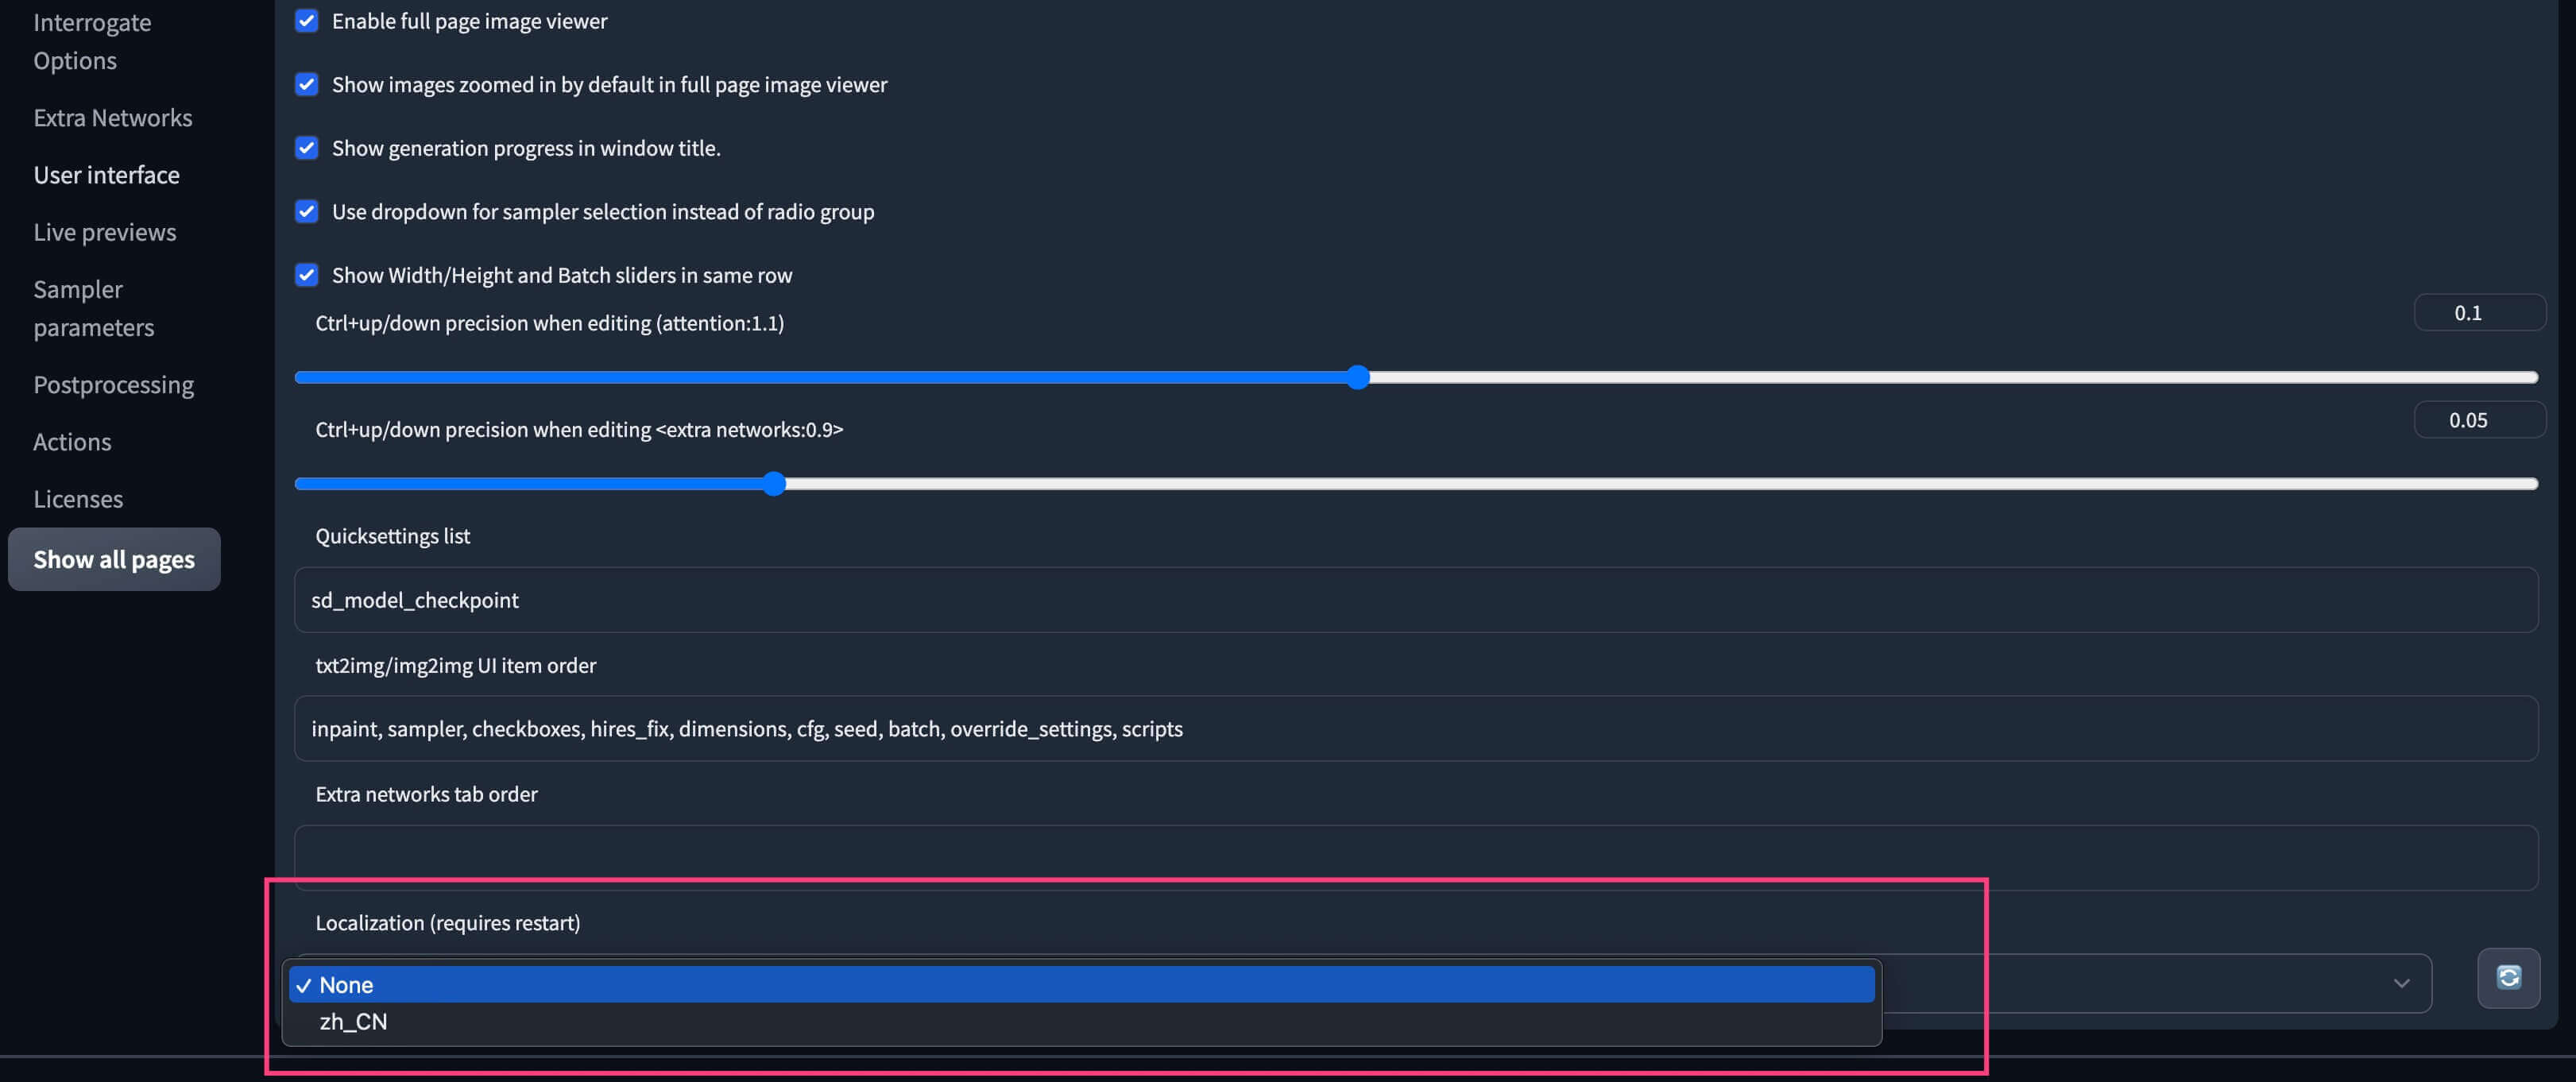 Interrogate
Options
Extra Networks
User interface
Live previews
Sampler
parameters
Postprocessing
Actions
Licenses
Show all pages
Enable full page image viewer
Show images zoomed in by default in full page image viewer
Show generation progress in window title.
Use dropdown for sampler selection instead of radio group
Show Width/Height and Batch sliders in same row
Ctrl+up/down precision when editing (attention:1.1)
0.1
Ctrl+up/down precision when editing <extra networks:0.9>
0.05
Quicksettings list
sd_model_checkpoint
txt2img/img2img UI item order
inpaint, sampler, checkboxes, hires_fix, dimensions, cfg, seed, batch, override_settings, scripts
Extra networks tab order
Localization (requires restart)
✓ None
zh_CN